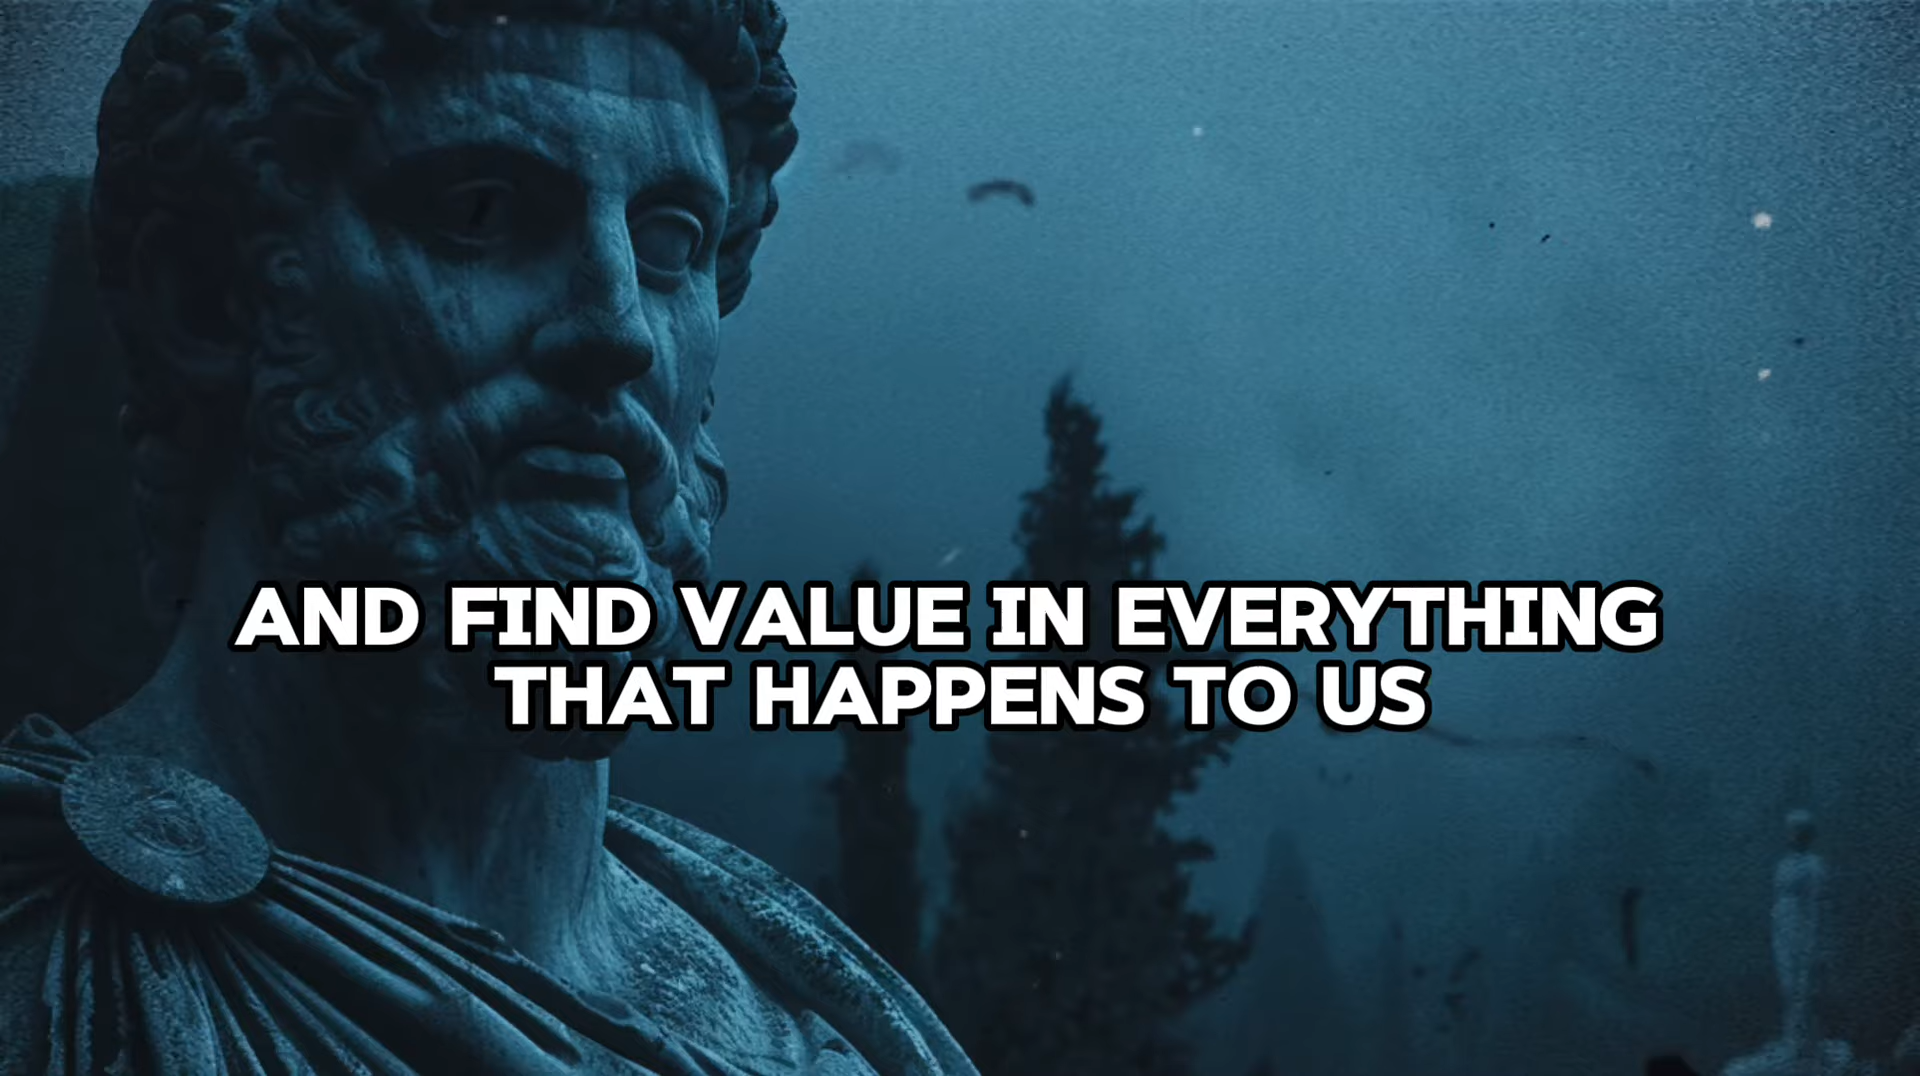 AND FIND VALUE IN EVERYTHING
THAT HAPPENS TO US